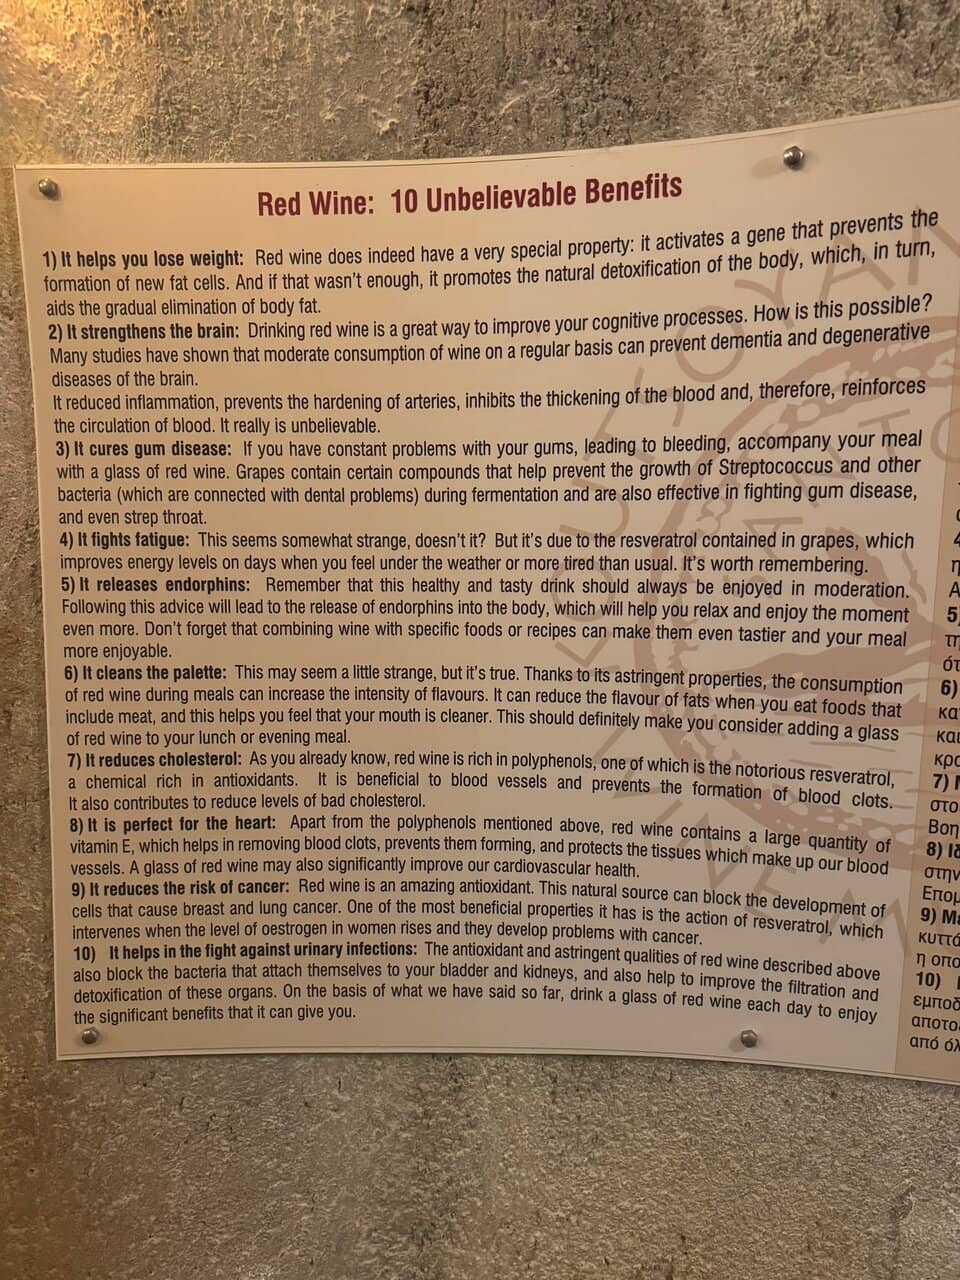 Red Wine: 10 Unbelievable Benefits
1) It helps you lose weight: Red wine does indeed have a very special property: it activates a gene that prevents the
formation of new fat cells. And if that wasn't enough, it promotes the natural detoxification of the body, which, in turn,
aids the gradual elimination of body fat.
2) It strengthens the brain: Drinking red wine is a great way to improve your cognitive processes. How is this possible?
Many studies have shown that moderate consumption of wine on a regular basis can prevent dementia and degenerative
diseases of the brain.
It reduced inflammation, prevents the hardening of arteries, inhibits the thickening of the blood and, therefore, reinforces
the circulation of blood. It really is unbelievable.
3) It cures gum disease: If you have constant problems with your gums, leading to bleeding, accompany your meal
with a glass of red wine. Grapes contain certain compounds that help prevent the growth of Streptococcus and other
bacteria (which are connected with dental problems) during fermentation and are also effective in fighting gum disease,
and even strep throat.
4) It fights fatigue: This seems somewhat strange, doesn't it? But it's due to the resveratrol contained in grapes, which
improves energy levels on days when you feel under the weather or more tired than usual. It's worth remembering.
5) It releases endorphins: Remember that this healthy and tasty drink should always be enjoyed in moderation.
Following this advice will lead to the release of endorphins into the body, which will help you relax and enjoy the moment
even more. Don't forget that combining wine with specific foods or recipes can make them even tastier and your meal
more enjoyable.
6) It cleans the palette: This may seem a little strange, but it's true. Thanks to its astringent properties, the consumption
of red wine during meals can increase the intensity of flavours. It can reduce the flavour of fats when you eat foods that
include meat, and this helps you feel that your mouth is cleaner. This should definitely make you consider adding a glass
of red wine to your lunch or evening meal.
7) It reduces cholesterol: As you already know, red wine is rich in polyphenols, one of which is the notorious resveratrol,
a chemical rich in antioxidants. It is beneficial to blood vessels and prevents the formation of blood clots.
It also contributes to reduce levels of bad cholesterol.
8) It is perfect for the heart: Apart from the polyphenols mentioned above, red wine contains a large quantity of
vitamin E, which helps in removing blood clots, prevents them forming, and protects the tissues which make up our blood
vessels. A glass of red wine may also significantly improve our cardiovascular health.
9) It reduces the risk of cancer: Red wine is an amazing antioxidant. This natural source can block the development of
cells that cause breast and lung cancer. One of the most beneficial properties it has is the action of resveratrol, which
intervenes when the level of oestrogen in women rises and they develop problems with cancer.
10) It helps in the fight against urinary infections: The antioxidant and astringent qualities of red wine described above
also block the bacteria that attach themselves to your bladder and kidneys, and also help to improve the filtration and
detoxification of these organs. On the basis of what we have said so far, drink a glass of red wine each day to enjoy
the significant benefits that it can give you.
5)
6)
και
7)
στο
8)
στην
9)
10)
από